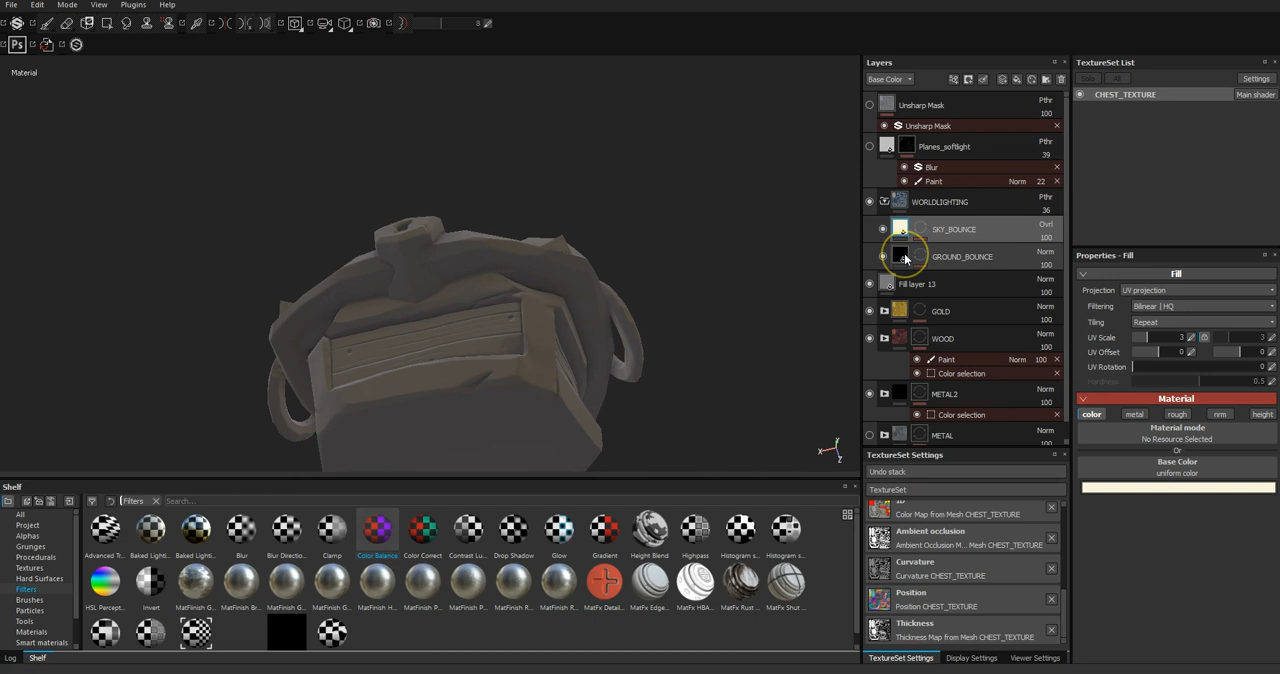 File Edit Mode View Plugins Help
8
Ps
Material
Layers
Base Color
Unsharp Mask Pthr
100
Unsharp Mask
Planes_softlight Pthr
39
Blur
Paint Norm 22
WORLDLIGHTING Pthr
36
SKY_BOUNCE Ovrl
100
GROUND_BOUNCE Norm
100
Fill layer 13 Norm
100
GOLD Norm
100
WOOD Norm
100
Paint Norm 100
Color selection
METAL2 Norm
100
Color selection
METAL Norm
100
TextureSet Settings
Undo stack
TextureSet
Color Map from Mesh CHEST_TEXTURE
Ambient occlusion
Ambient Occlusion M... Mesh CHEST_TEXTURE
Curvature
Curvature CHEST_TEXTURE
Position
Position CHEST_TEXTURE
Thickness
Thickness Map from Mesh CHEST_TEXTURE
TextureSet Settings Display Settings Viewer Settings
TextureSet List
Solo All Settings
CHEST_TEXTURE Main shader
Properties - Fill
Fill
Projection UV projection
Filtering Bilinear | HQ
Tiling Repeat
UV Scale 3 3
UV Offset 0 0
UV Rotation 0
Hardness 0.5
Material
color metal rough nrm height
Material mode
No Resource Selected
Or
Base Color
uniform color
X Y Z
Shelf
Filters Search...
All
Project
Alphas
Grunges
Procedurals
Textures
Hard Surfaces
Filters
Brushes
Particles
Tools
Materials
Smart materials
Advanced Tr... Baked Lighti... Baked Lighti... Blur Blur Directio... Clamp Color Balance Color Correct Contrast Lu... Drop Shadow Glow Gradient Height Blend Highpass Histogram s... Histogram s...
HSL Percept... Invert MatFinish Br... MatFinish G... MatFinish G... MatFinish H... MatFinish P... MatFinish P... MatFinish R... MatFinish R... MatFx Detail... MatFx Edge... MatFx HBA... MatFx Rust ... MatFx Shut ...
Log Shelf